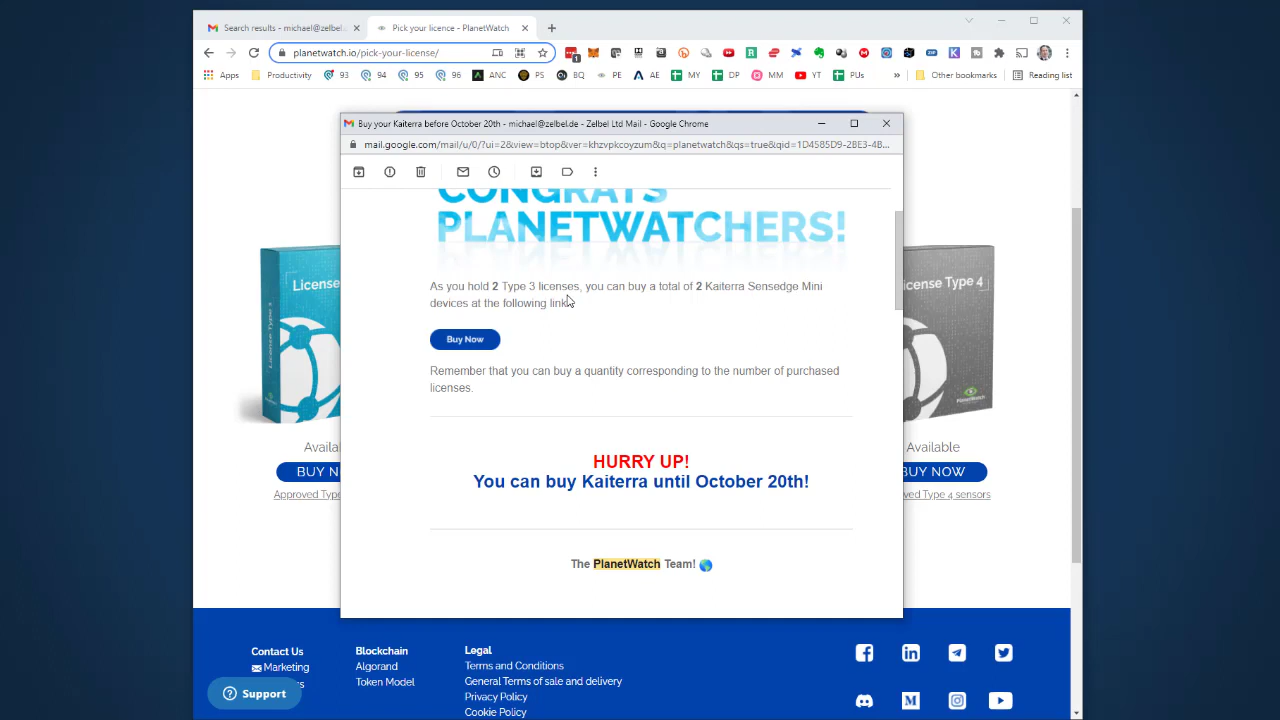 Search results - michael@zelbel.
Pick your licence - PlanetWatch
planetwatch.io/pick-your-license/
Apps
Productivity
93
94
95
96
ANC
PS
BQ
PE
AE
MY
DP
MM
YT
PUs
»
Other bookmarks
Reading list
Buy your Kaiterra before October 20th - michael@zelbel.de - Zelbel Ltd Mail - Google Chrome
mail.google.com/mail/u/0/?ui=2&view=btop&ver=khzvpkcoyzum&q=planetwatch&qs=true&qid=1D4585D9-2BE3-4B...
CONGRATS
PLANETWATCHERS!
As you hold 2 Type 3 licenses, you can buy a total of 2 Kaiterra Sensedge Mini
devices at the following link
Buy Now
Remember that you can buy a quantity corresponding to the number of purchased
licenses.
HURRY UP!
You can buy Kaiterra until October 20th!
The PlanetWatch Team!
License
License Type 3
Availa
BUY N
Approved Typ
License Type 4
PlanetWatch
Available
BUY NOW
ved Type 4 sensors
Contact Us
Marketing
s
Support
Blockchain
Algorand
Token Model
Legal
Terms and Conditions
General Terms of sale and delivery
Privacy Policy
Cookie Policy